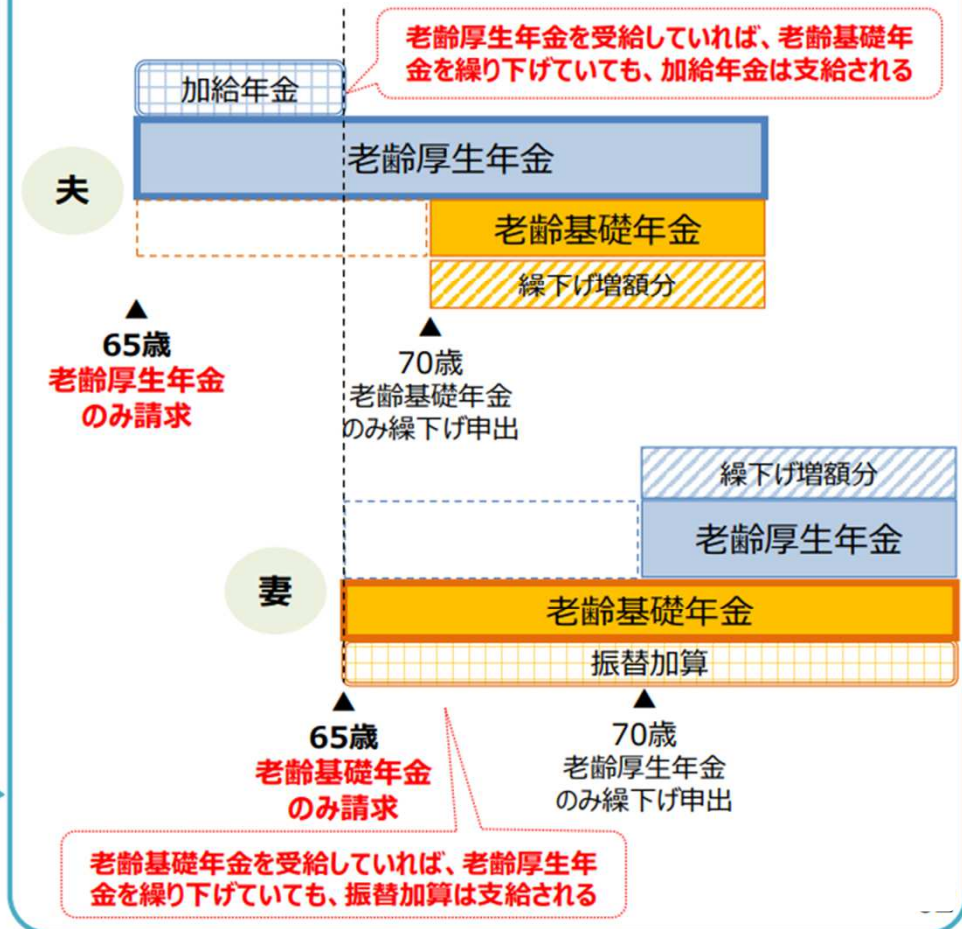 老齢厚生年金を受給していれば、老齢基礎年
金を繰り下げていても、加給年金は支給される
加給年金
老齢厚生年金
夫
老齢基礎年金
繰下げ増額分
▲
65歳
老齢厚生年金
のみ請求
▲
70歳
老齢基礎年金
のみ繰下げ申出
繰下げ増額分
老齢厚生年金
妻
老齢基礎年金
振替加算
▲
65歳
老齢基礎年金
のみ請求
▲
70歳
老齢厚生年金
のみ繰下げ申出
老齢基礎年金を受給していれば、老齢厚生年
金を繰り下げていても、振替加算は支給される